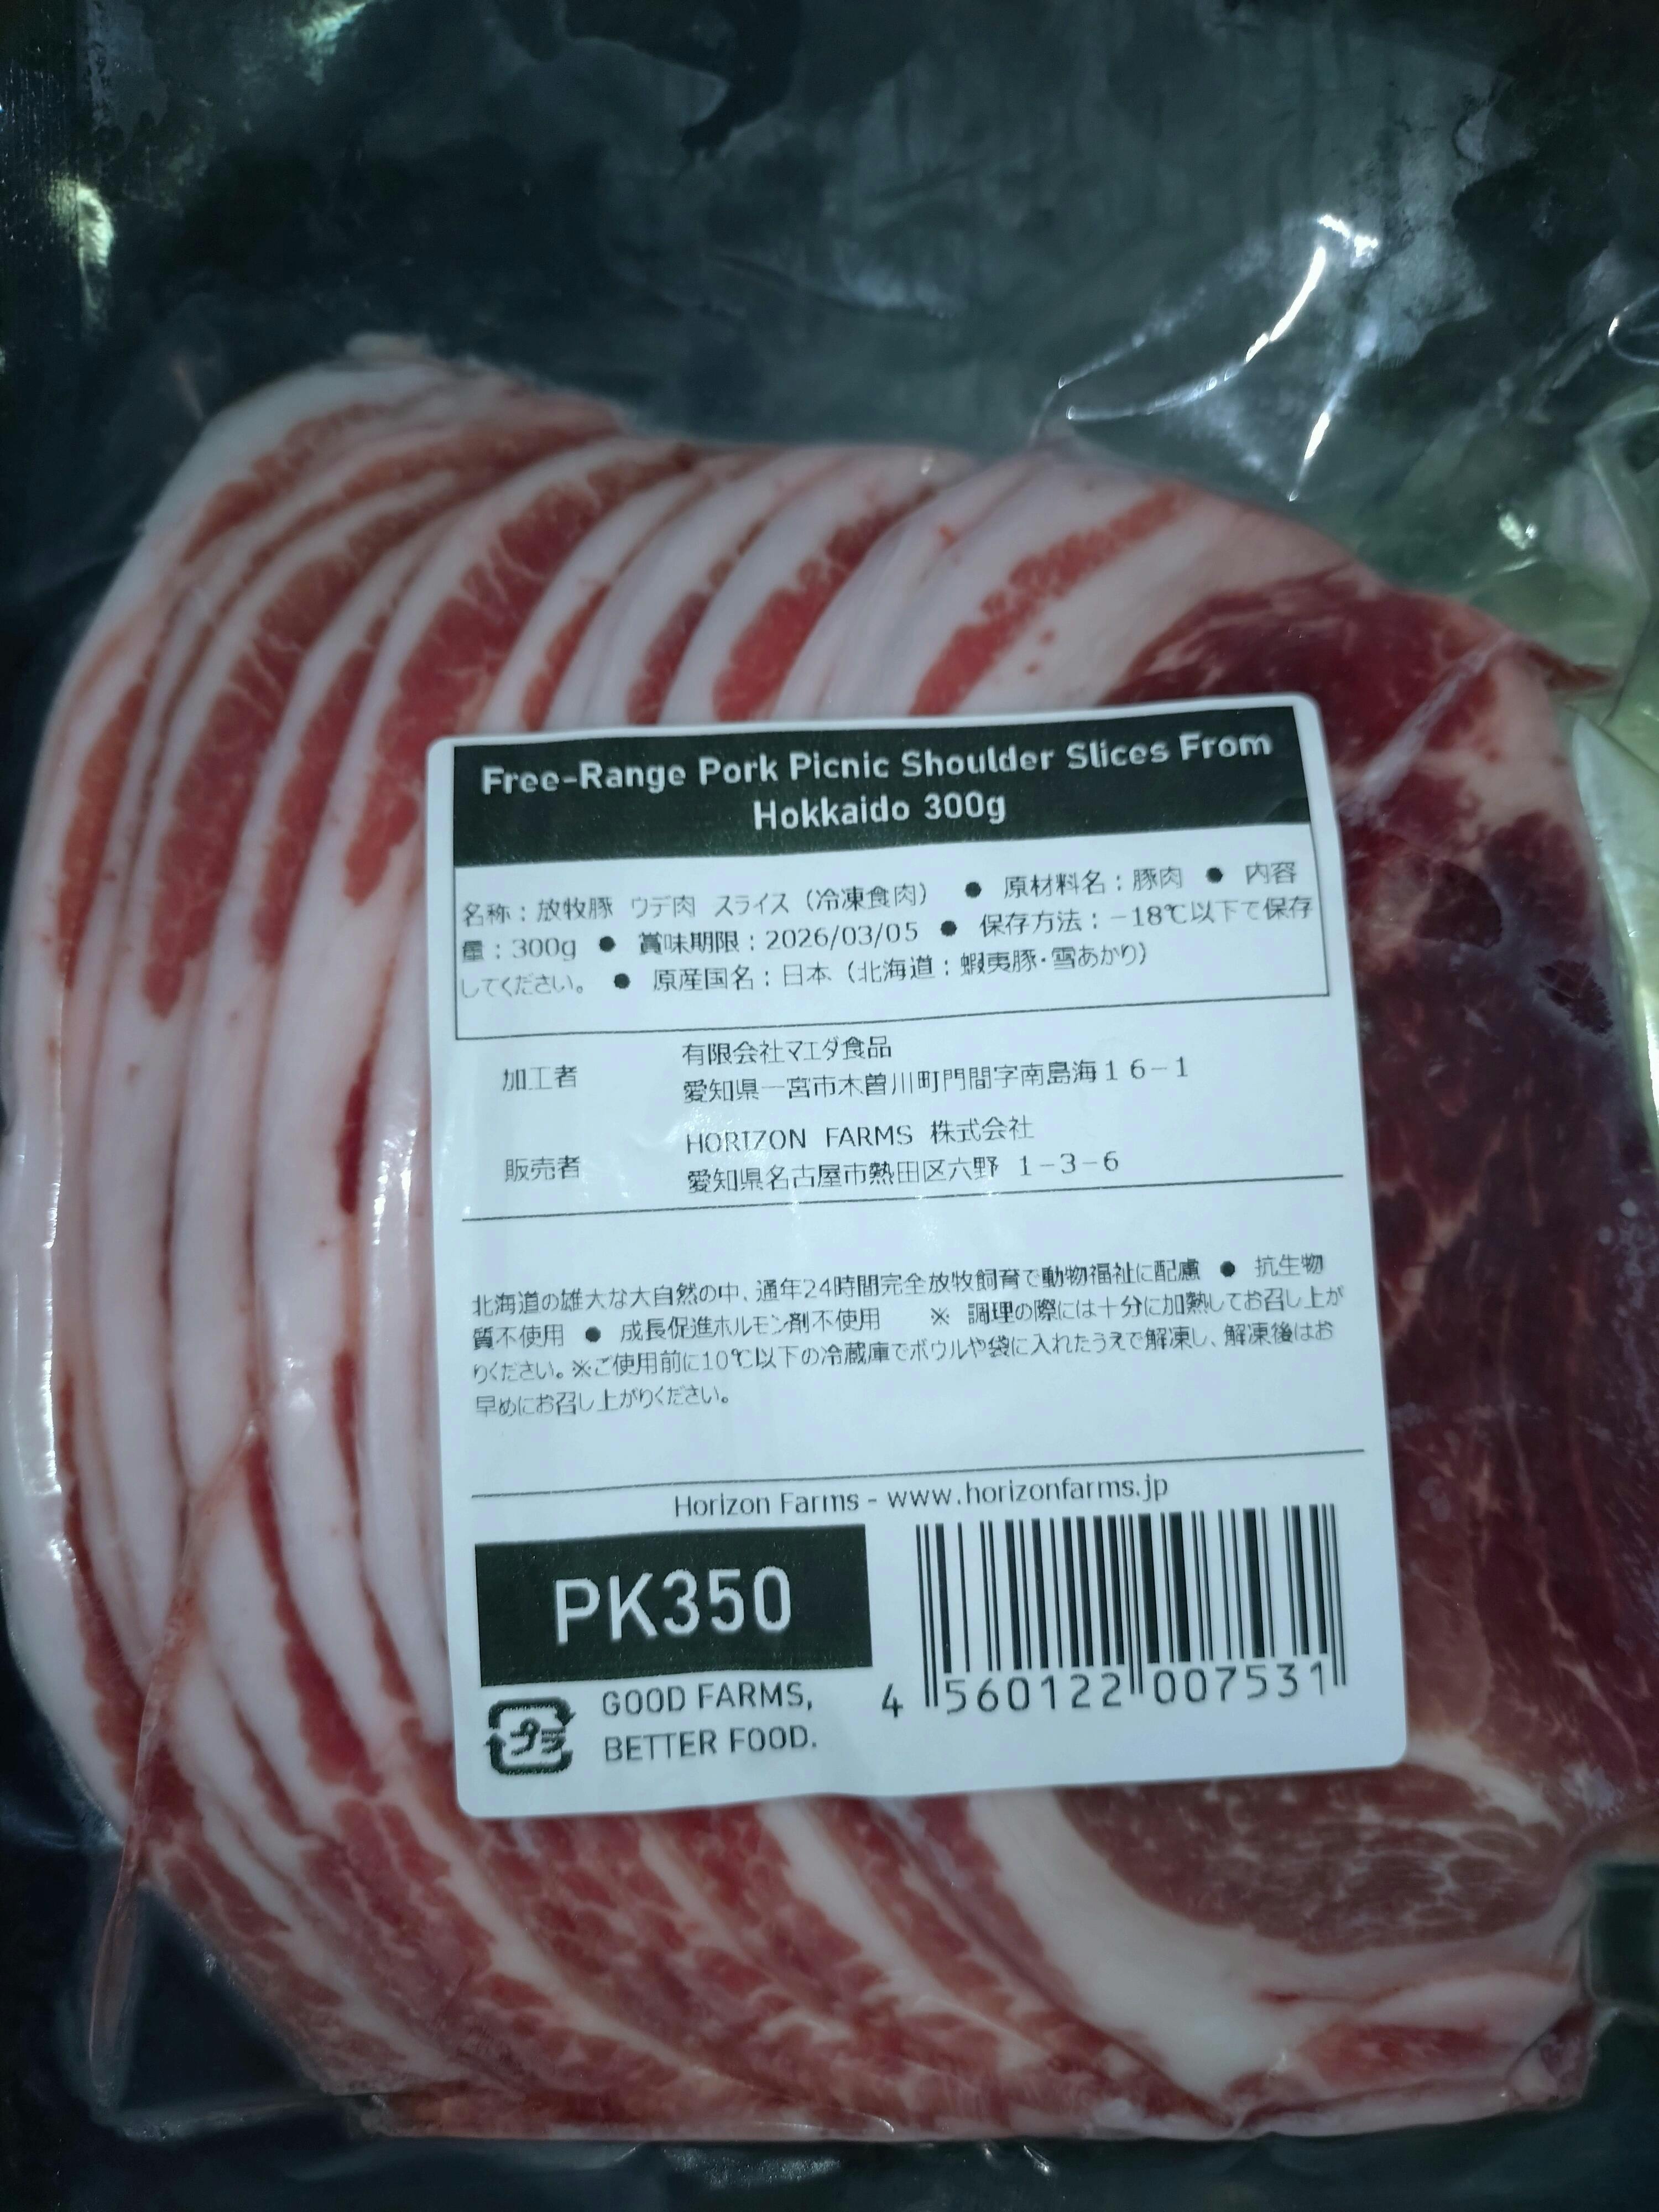 Free-Range Pork Picnic Shoulder Slices From
Hokkaido 300g
名称：放牧豚 ウデ肉 スライス（冷凍食肉） ● 原材料名：豚肉 ● 内容
量：300g ● 賞味期限：2026/03/05 ● 保存方法：－18℃以下で保存
してください。 ● 原産国名：日本（北海道：蝦夷豚・雪あかり）
加工者
有限会社マエダ食品
愛知県一宮市木曽川町門間字南島海１６－１
販売者
HORIZON FARMS 株式会社
愛知県名古屋市熱田区六野 １－３－６
北海道の雄大な大自然の中、通年24時間完全放牧飼育で動物福祉に配慮 ● 抗生物
質不使用 ● 成長促進ホルモン剤不使用 ※ 調理の際には十分に加熱してお召し上が
りください。※ご使用前に10℃以下の冷蔵庫でボウルや袋に入れたうえで解凍し、解凍後はお
早めにお召し上がりください。
Horizon Farms - www.horizonfarms.jp
PK350
プラ
GOOD FARMS,
BETTER FOOD.
4 560122 007531